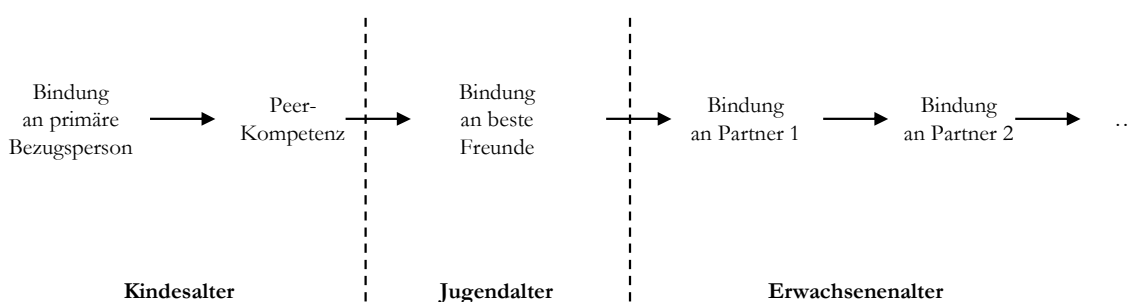 Bindung
an primäre
Bezugsperson
Peer-
Kompetenz
Bindung
an beste
Freunde
Bindung
an Partner 1
Bindung
an Partner 2
..
Kindesalter
Jugendalter
Erwachsenenalter